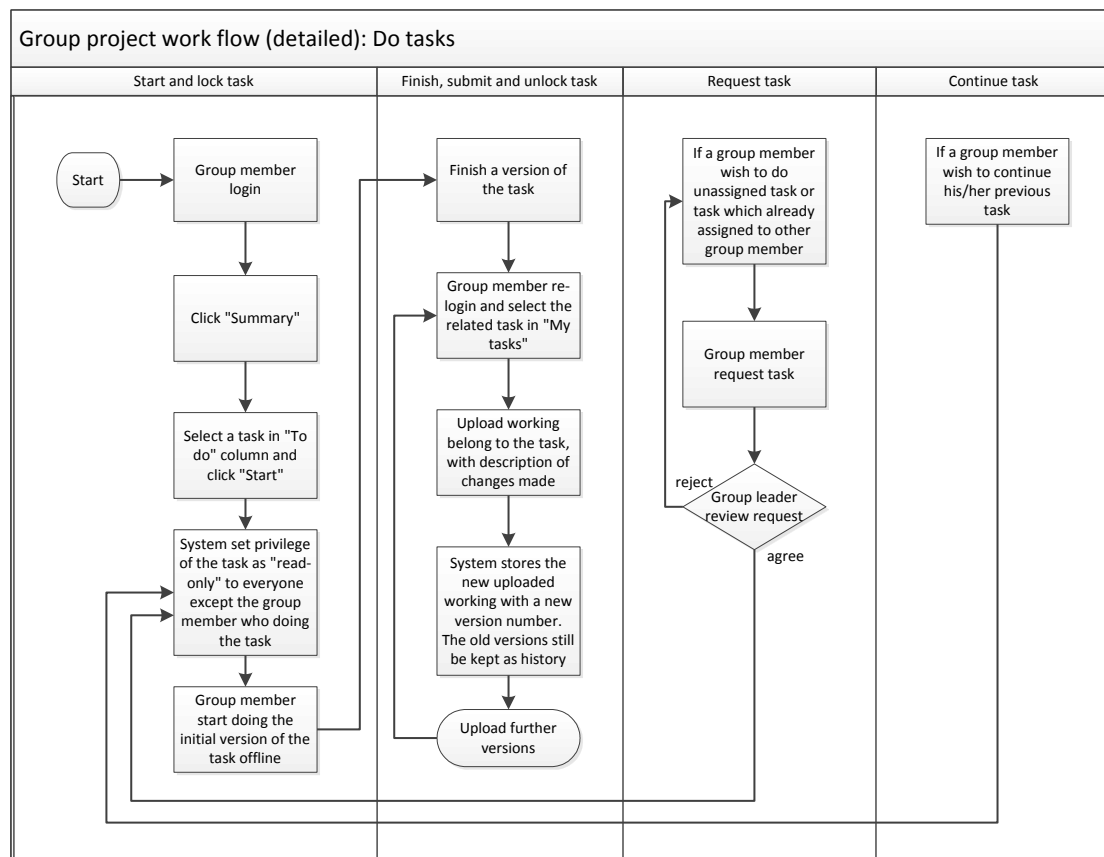 Group project work flow (detailed): Do tasks
Start and lock task
Finish, submit and unlock task
Request task
Continue task
Start
Group member
login
Click "Summary"
Select a task in "To
do" column and
click "Start"
System set privilege
of the task as "read-
only" to everyone
except the group
member who doing
the task
Group member
start doing the
initial version of the
task offline
Finish a version of
the task
Group member re-
login and select the
related task in "My
tasks"
Upload working
belong to the task,
with description of
changes made
System stores the
new uploaded
working with a new
version number.
The old versions still
be kept as history
Upload further
versions
If a group member
wish to do
unassigned task or
task which already
assigned to other
group member
Group member
request task
reject
Group leader
review request
agree
If a group member
wish to continue
his/her previous
task